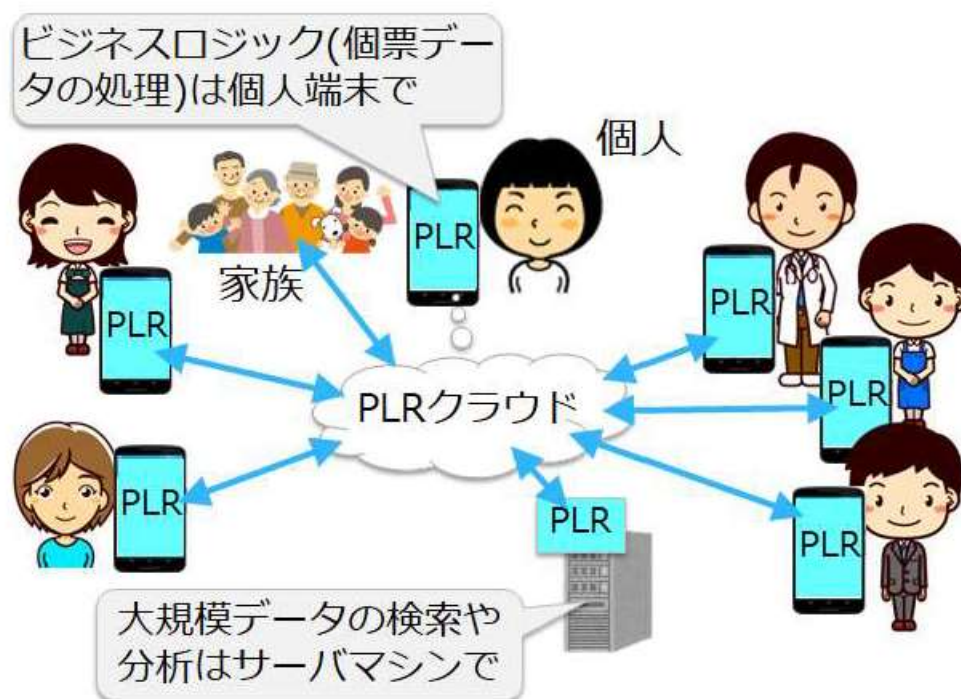 ビジネスロジック(個票デー
タの処理)は個人端末で
個人
PLR
家族
PLR
PLR
PLR
PLRクラウド
PLR
PLR
PLR
PLR
大規模データの検索や
分析はサーバマシンで